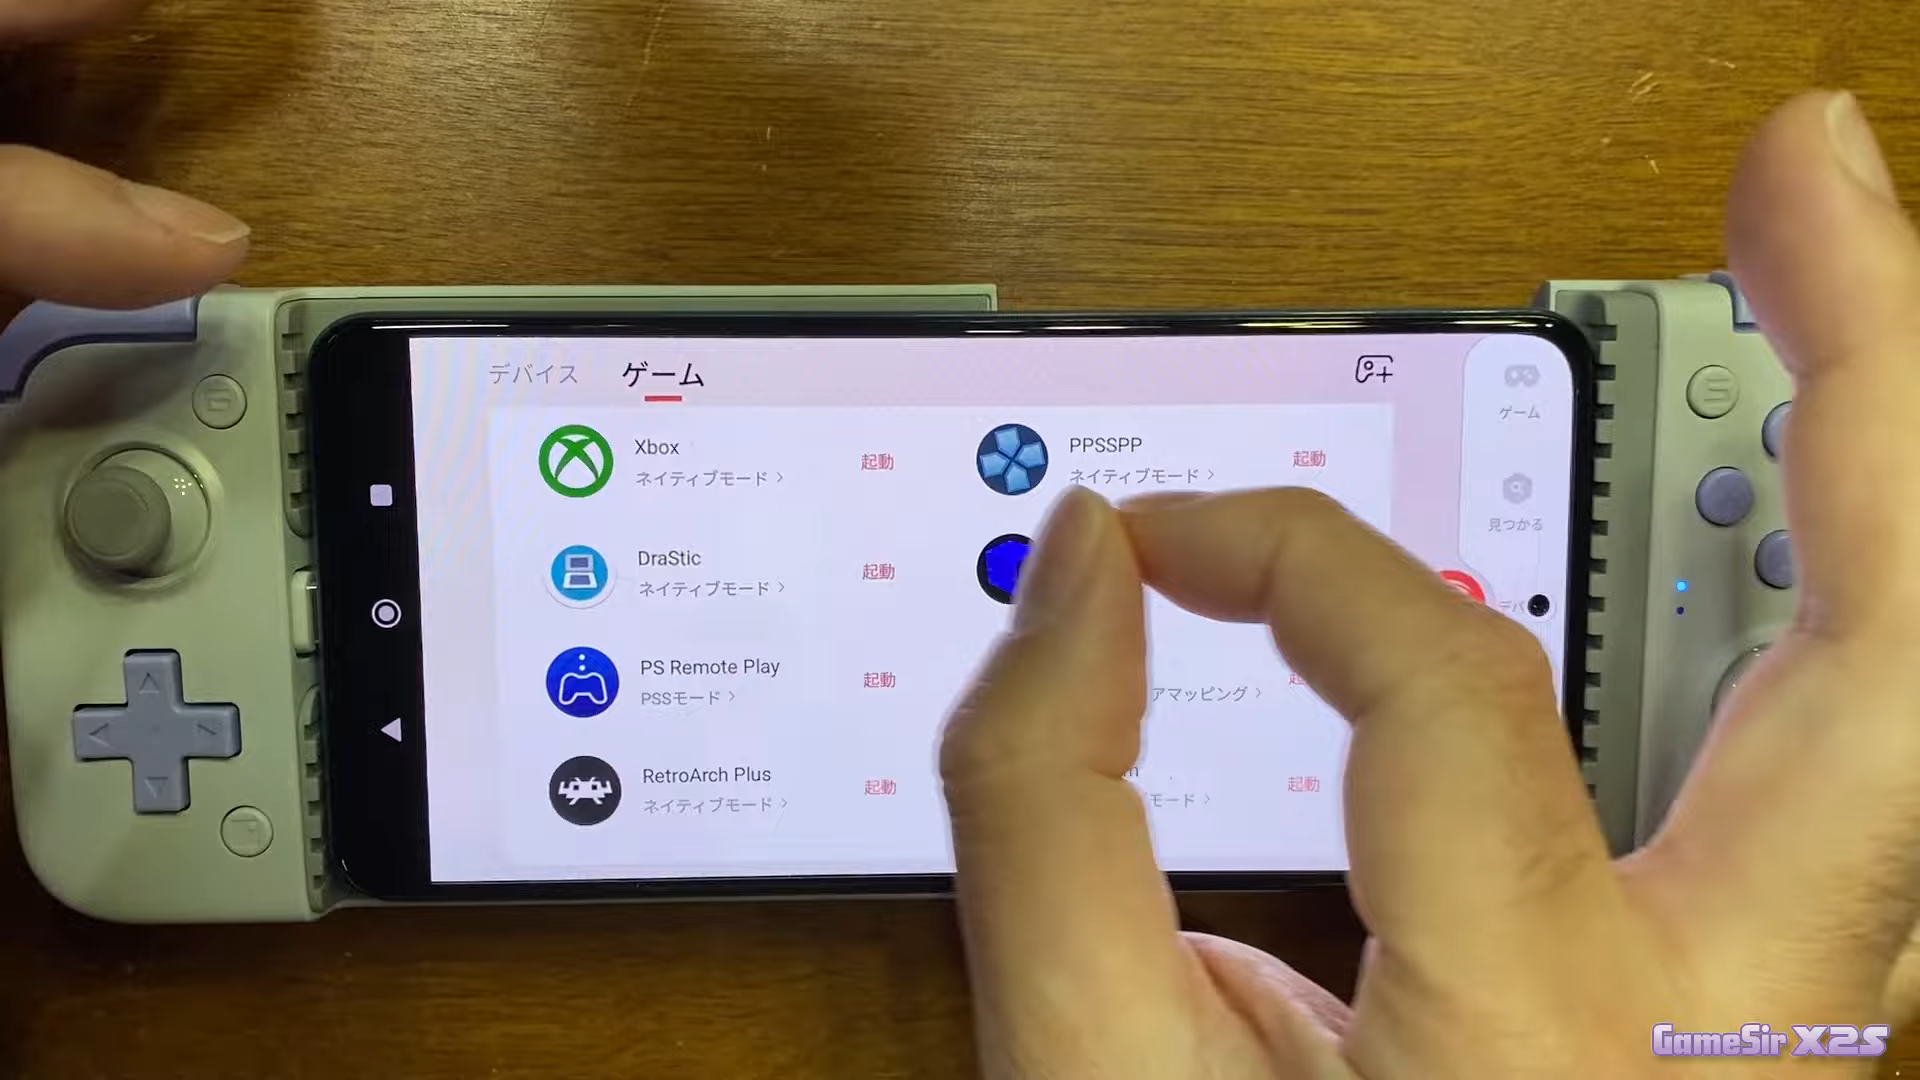 デバイス ゲーム
Xbox
ネイティブモード
起動
PPSSPP
ネイティブモード
起動
DraStic
ネイティブモード
起動
PS Remote Play
PSSモード
起動
アマッピング
RetroArch Plus
ネイティブモード
起動
モード
起動
ゲーム
見つかる
デバ
GameSir X2S